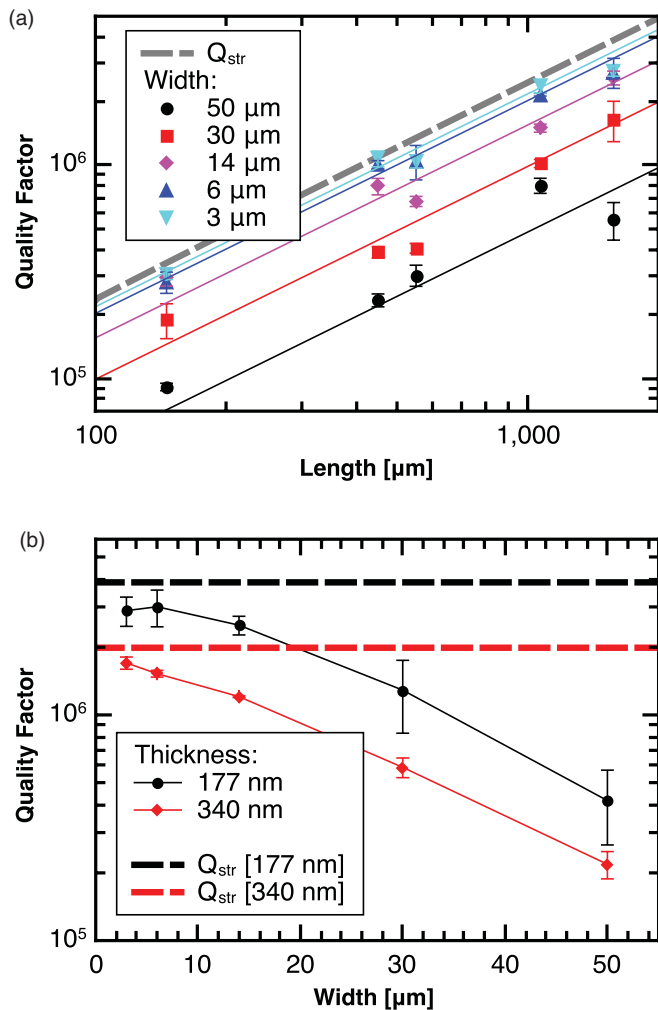 (a)
Q_str
Width:
50 µm
30 µm
14 µm
6 µm
3 µm
10^6
10^5
Quality Factor
100
1,000
Length [µm]
(b)
10^6
10^5
Quality Factor
Thickness:
177 nm
340 nm
Q_str [177 nm]
Q_str [340 nm]
0
10
20
30
40
50
Width [µm]